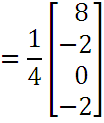 = 1/4 [8
-2
0
-2]